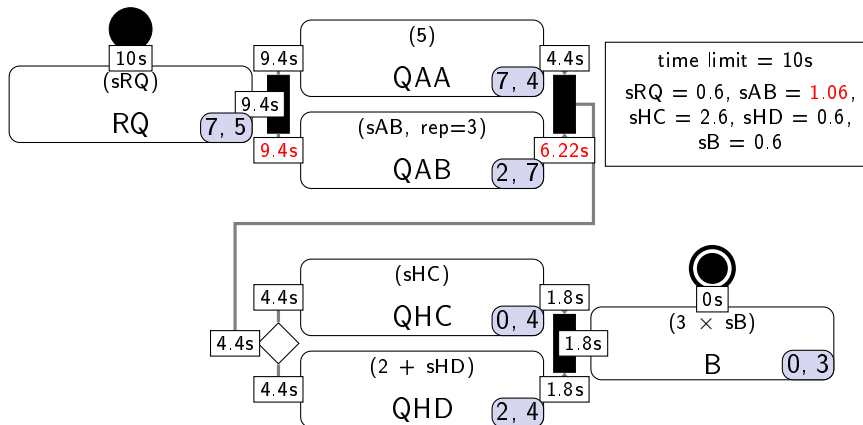 10s
(sRQ)
RQ
7, 5
9.4s
9.4s
9.4s
(5)
QAA
7, 4
(sAB, rep=3)
QAB
2, 7
4.4s
6.22s
time limit = 10s
sRQ = 0.6, sAB = 1.06,
sHC = 2.6, sHD = 0.6,
sB = 0.6
4.4s
4.4s
4.4s
(sHC)
QHC
0, 4
(2 + sHD)
QHD
2, 4
1.8s
1.8s
1.8s
0s
(3 × sB)
B
0, 3